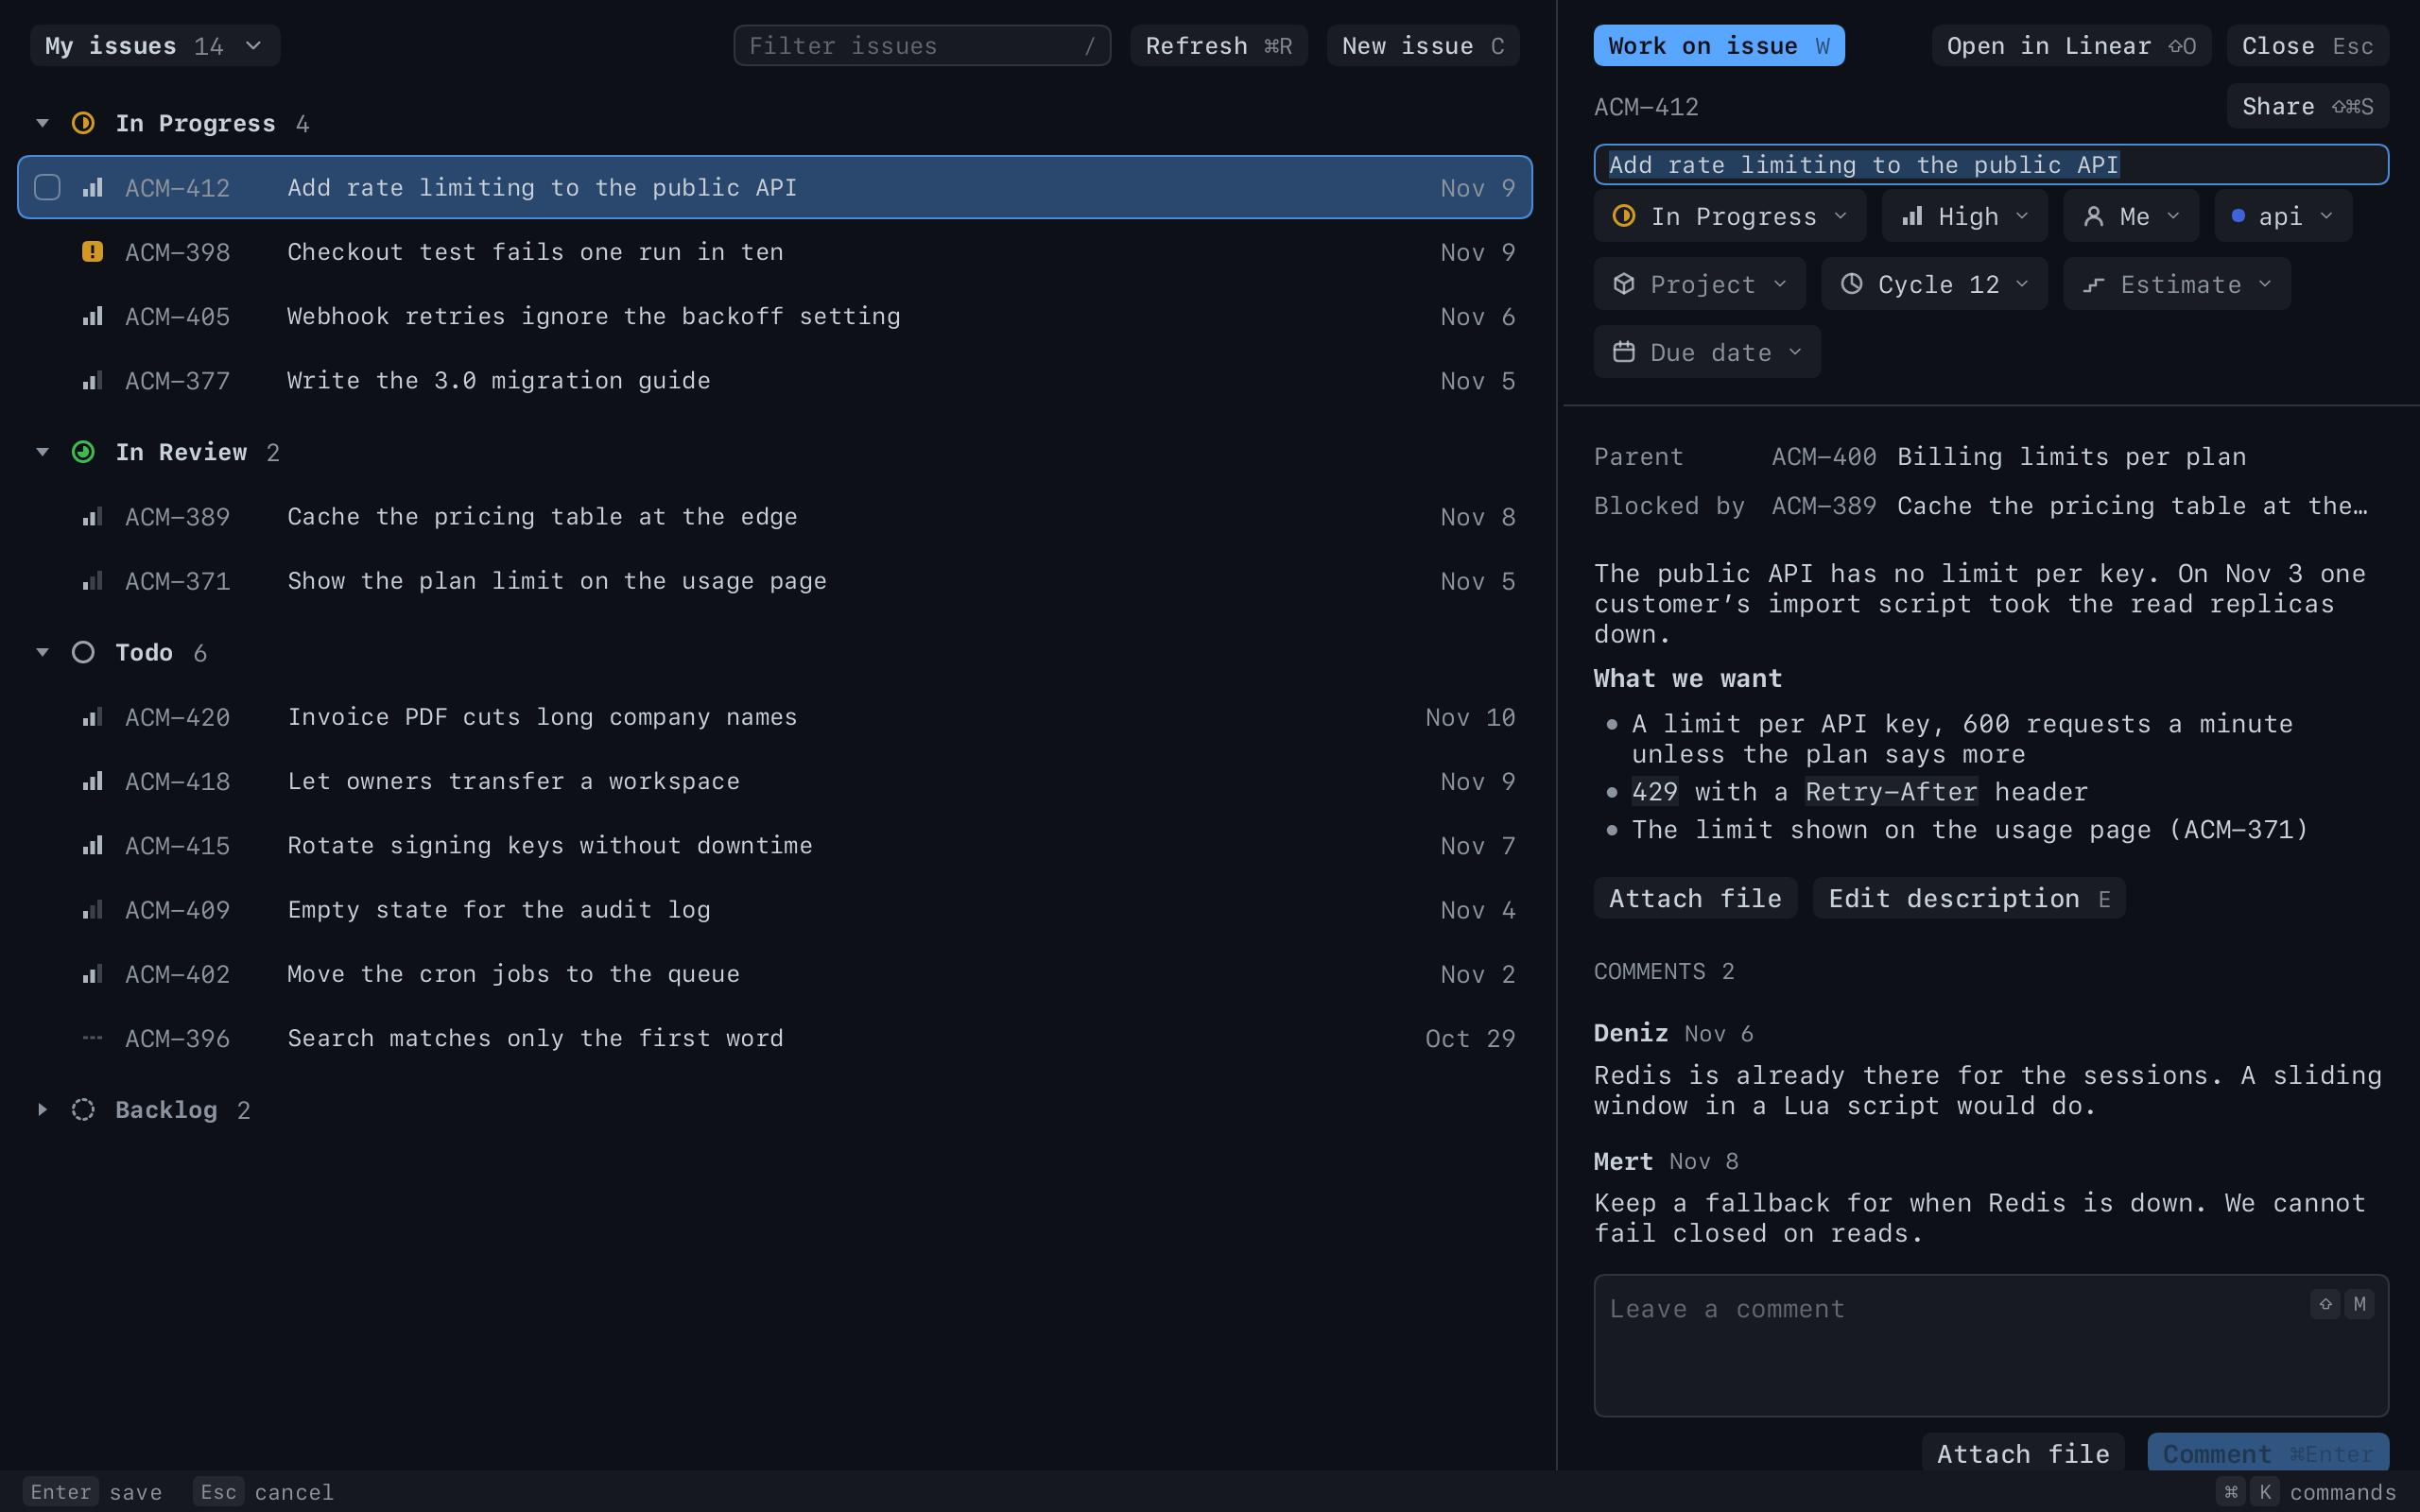 My issues 14
Filter issues /
Refresh ⌘R
New issue C
In Progress 4
ACM-412 Add rate limiting to the public API Nov 9
ACM-398 Checkout test fails one run in ten Nov 9
ACM-405 Webhook retries ignore the backoff setting Nov 6
ACM-377 Write the 3.0 migration guide Nov 5
In Review 2
ACM-389 Cache the pricing table at the edge Nov 8
ACM-371 Show the plan limit on the usage page Nov 5
Todo 6
ACM-420 Invoice PDF cuts long company names Nov 10
ACM-418 Let owners transfer a workspace Nov 9
ACM-415 Rotate signing keys without downtime Nov 7
ACM-409 Empty state for the audit log Nov 4
ACM-402 Move the cron jobs to the queue Nov 2
ACM-396 Search matches only the first word Oct 29
Backlog 2
Work on issue W
Open in Linear ⇧O
Close Esc
ACM-412
Share ⇧⌘S
Add rate limiting to the public API
In Progress
High
Me
api
Project
Cycle 12
Estimate
Due date
Parent ACM-400 Billing limits per plan
Blocked by ACM-389 Cache the pricing table at the…
The public API has no limit per key. On Nov 3 one
customer’s import script took the read replicas
down.
What we want
• A limit per API key, 600 requests a minute
unless the plan says more
• 429 with a Retry-After header
• The limit shown on the usage page (ACM-371)
Attach file
Edit description E
COMMENTS 2
Deniz Nov 6
Redis is already there for the sessions. A sliding
window in a Lua script would do.
Mert Nov 8
Keep a fallback for when Redis is down. We cannot
fail closed on reads.
Leave a comment ⇧ M
Attach file
Comment ⌘Enter
Enter save Esc cancel
⌘ K commands